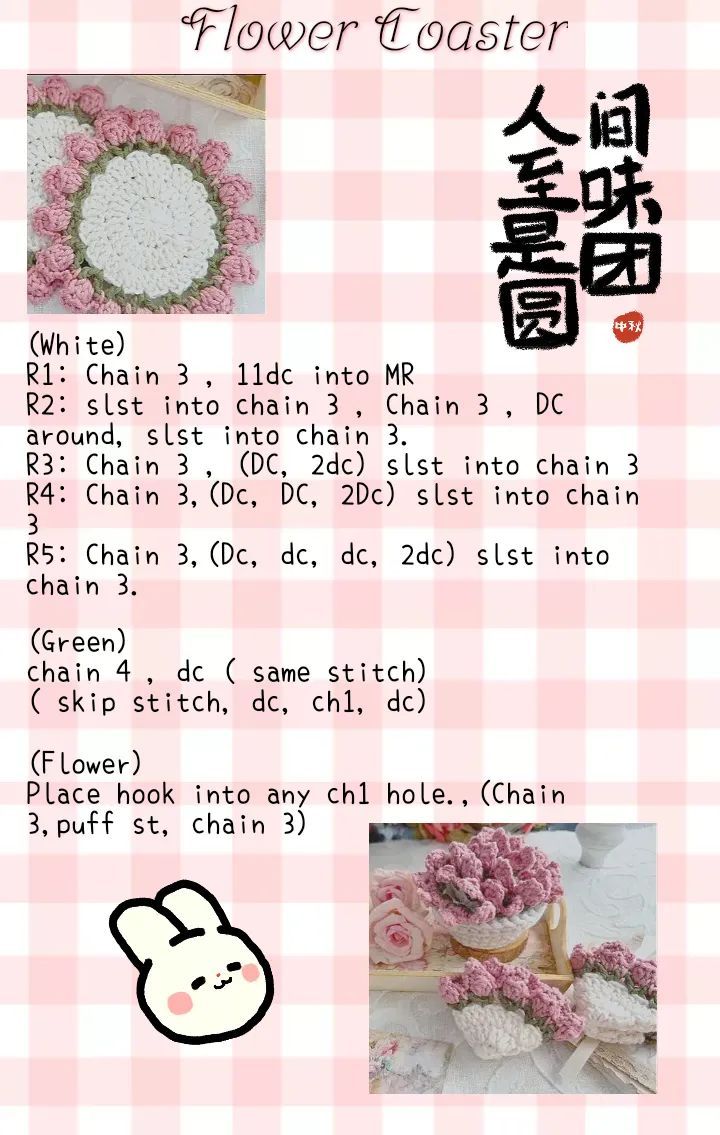 Flower Coaster
人间
至味
是团
圆
中秋
(White)
R1: Chain 3 , 11dc into MR
R2: slst into chain 3 , Chain 3 , DC
around, slst into chain 3.
R3: Chain 3 , (DC, 2dc) slst into chain 3
R4: Chain 3,(Dc, DC, 2Dc) slst into chain
3
R5: Chain 3,(Dc, dc, dc, 2dc) slst into
chain 3.
(Green)
chain 4 , dc ( same stitch)
( skip stitch, dc, ch1, dc)
(Flower)
Place hook into any ch1 hole.,(Chain
3,puff st, chain 3)